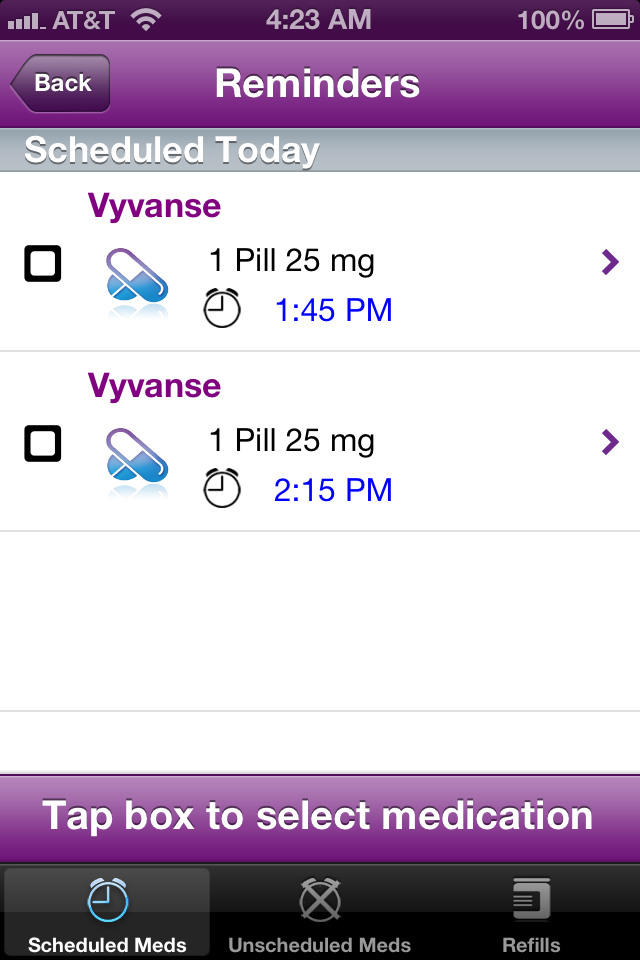 AT&T 4:23 AM 100%
Back Reminders
Scheduled Today
Vyvanse
1 Pill 25 mg
1:45 PM
Vyvanse
1 Pill 25 mg
2:15 PM
Tap box to select medication
Scheduled Meds Unscheduled Meds Refills